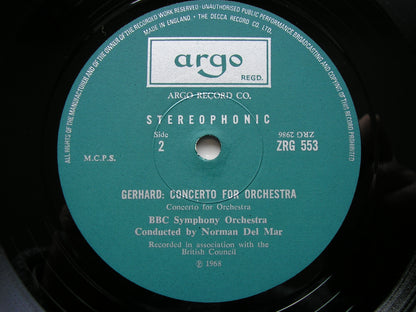 ALL RIGHTS OF THE MANUFACTURER AND OF THE OWNER OF THE RECORDED WORK RESERVED · UNAUTHORISED PUBLIC PERFORMANCE BROADCASTING AND COPYING OF THIS RECORD PROHIBITED
MADE IN ENGLAND · THE DECCA RECORD CO. LTD.
argo
REGD.
ARGO RECORD CO.
STEREOPHONIC
Side
2
ZRG 2986
ZRG 553
M.C.P.S.
GERHARD: CONCERTO FOR ORCHESTRA
Concerto for Orchestra
BBC Symphony Orchestra
Conducted by Norman Del Mar
Recorded in association with the
British Council
℗ 1968